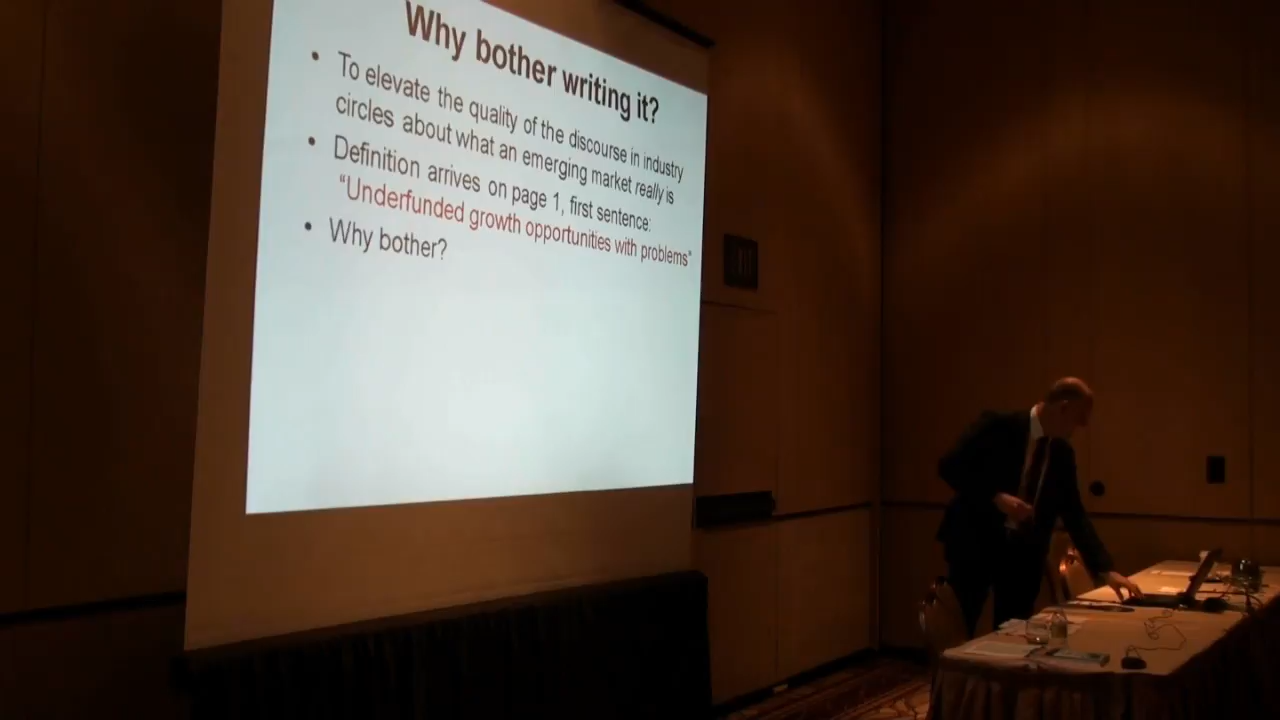 Why bother writing it?
• To elevate the quality of the discourse in industry
circles about what an emerging market really is
• Definition arrives on page 1, first sentence:
“Underfunded growth opportunities with problems”
• Why bother?